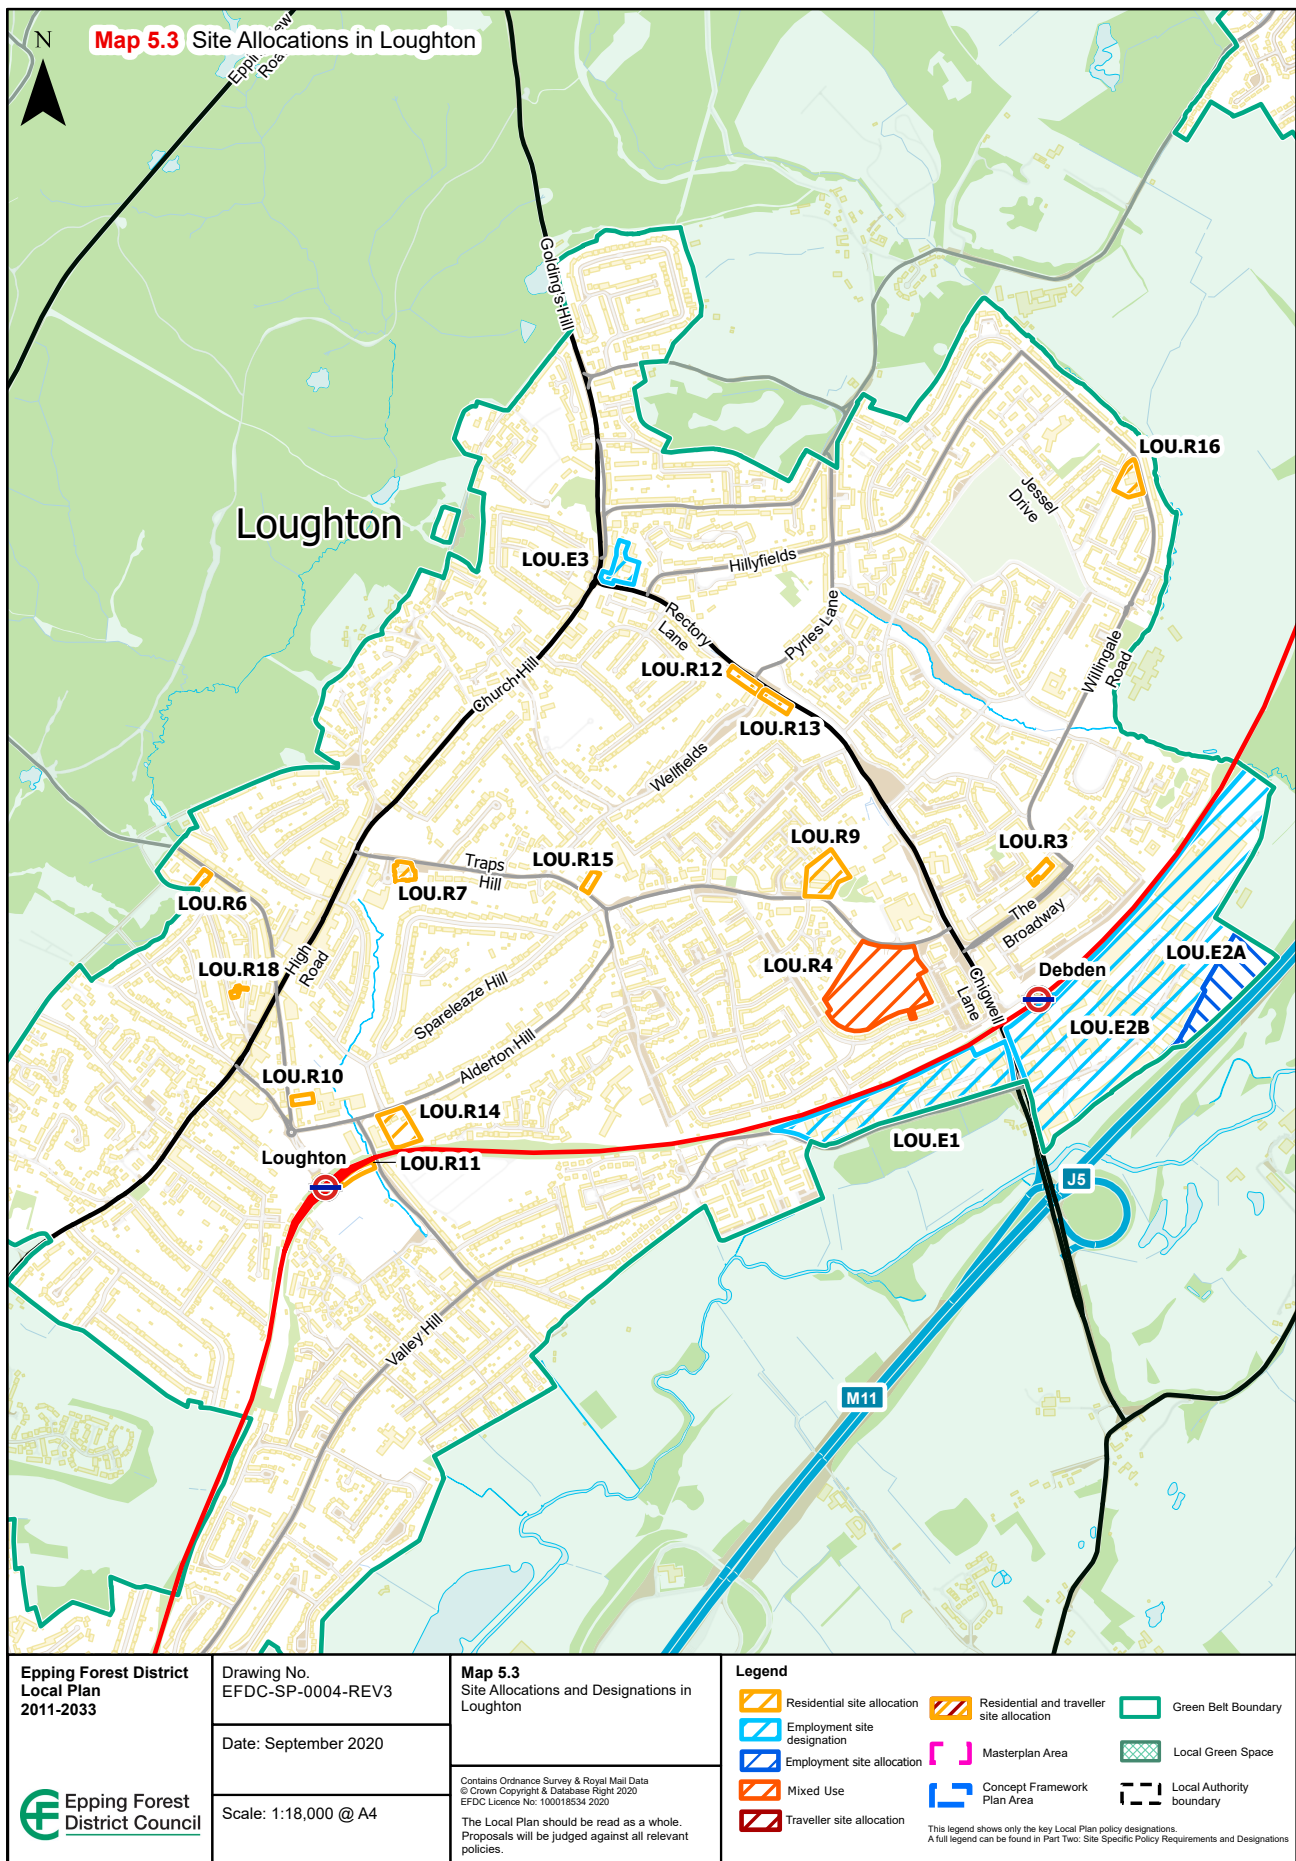 N
Map 5.3 Site Allocations in Loughton
Golding's Hill
LOU.R16
Jessel
Drive
Loughton
LOU.E3
Hillyfields
Rectory
Lane
Pyrles Lane
Willingale
Road
LOU.R12
Church Hill
LOU.R13
Wellfields
LOU.R9
LOU.R3
Traps
Hill
LOU.R15
LOU.R7
LOU.R6
The
Broadway
High
Road
LOU.R18
LOU.R4
LOU.E2A
Debden
Spareleaze Hill
Chigwell
Lane
LOU.E2B
Alderton Hill
LOU.R10
LOU.R14
LOU.E1
Loughton
LOU.R11
J5
Valley Hill
M11
Epping Forest District
Local Plan
2011-2033
Epping Forest
District Council
Drawing No.
EFDC-SP-0004-REV3
Date: September 2020
Scale: 1:18,000 @ A4
Map 5.3
Site Allocations and Designations in
Loughton
Contains Ordnance Survey & Royal Mail Data
© Crown Copyright & Database Right 2020
EFDC Licence No: 100018534 2020
The Local Plan should be read as a whole.
Proposals will be judged against all relevant
policies.
Legend
Residential site allocation
Employment site
designation
Employment site allocation
Mixed Use
Traveller site allocation
Residential and traveller
site allocation
Masterplan Area
Concept Framework
Plan Area
Green Belt Boundary
Local Green Space
Local Authority
boundary
This legend shows only the key Local Plan policy designations.
A full legend can be found in Part Two: Site Specific Policy Requirements and Designations